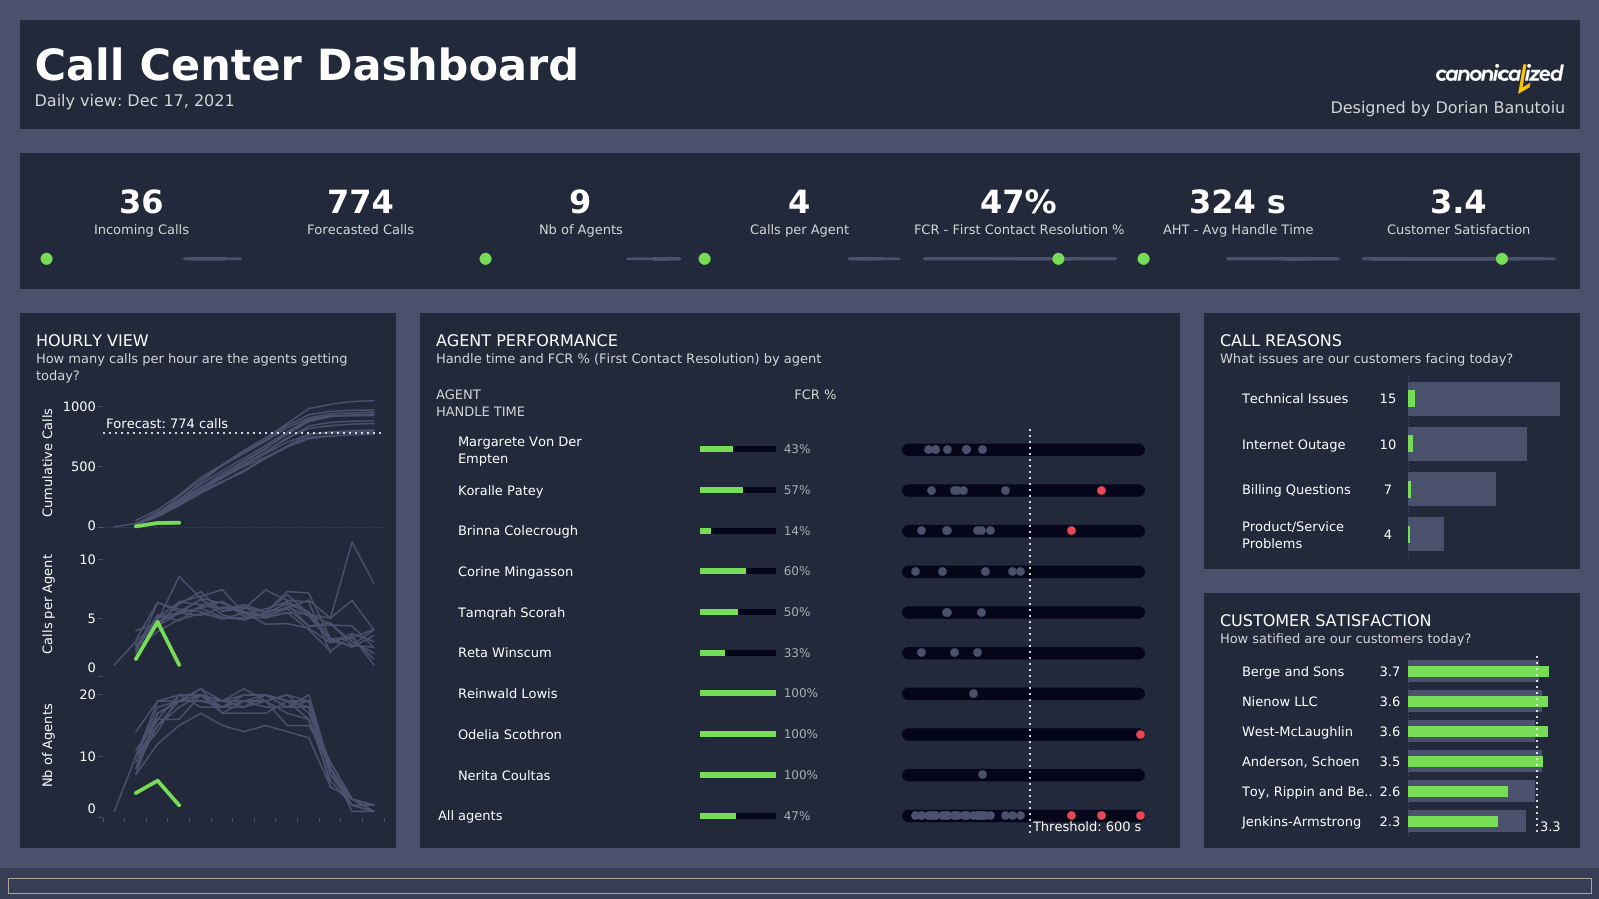 Call Center Dashboard
Daily view: Dec 17, 2021
canonicalized
Designed by Dorian Banutoiu
36
Incoming Calls
774
Forecasted Calls
9
Nb of Agents
4
Calls per Agent
47%
FCR - First Contact Resolution %
324 s
AHT - Avg Handle Time
3.4
Customer Satisfaction
HOURLY VIEW
How many calls per hour are the agents getting
today?
Cumulative Calls
1000
Forecast: 774 calls
500
0
Calls per Agent
10
5
0
Nb of Agents
20
10
0
AGENT PERFORMANCE
Handle time and FCR % (First Contact Resolution) by agent
AGENT FCR %
HANDLE TIME
Margarete Von Der
Empten
43%
Koralle Patey 57%
Brinna Colecrough 14%
Corine Mingasson 60%
Tamqrah Scorah 50%
Reta Winscum 33%
Reinwald Lowis 100%
Odelia Scothron 100%
Nerita Coultas 100%
All agents 47%
Threshold: 600 s
CALL REASONS
What issues are our customers facing today?
Technical Issues 15
Internet Outage 10
Billing Questions 7
Product/Service
Problems
4
CUSTOMER SATISFACTION
How satified are our customers today?
Berge and Sons 3.7
Nienow LLC 3.6
West-McLaughlin 3.6
Anderson, Schoen 3.5
Toy, Rippin and Be.. 2.6
Jenkins-Armstrong 2.3
3.3